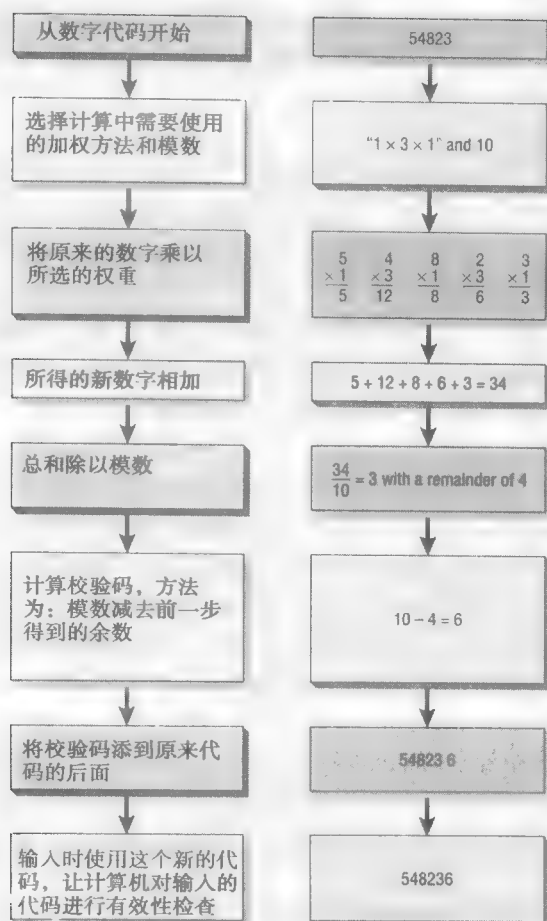 从数字代码开始
54823
选择计算中需要使用
的加权方法和模数
"1 × 3 × 1" and 10
将原来的数字乘以
所选的权重
5 4 8 2 3
×1 ×3 ×1 ×3 ×1
5 12 8 6 3
所得的新数字相加
5 + 12 + 8 + 6 + 3 = 34
总和除以模数
34
10
= 3 with a remainder of 4
计算校验码，方法
为：模数减去前一步
得到的余数
10 – 4 = 6
将校验码添到原来代
码的后面
54823 6
输入时使用这个新的代
码，让计算机对输入的
代码进行有效性检查
548236